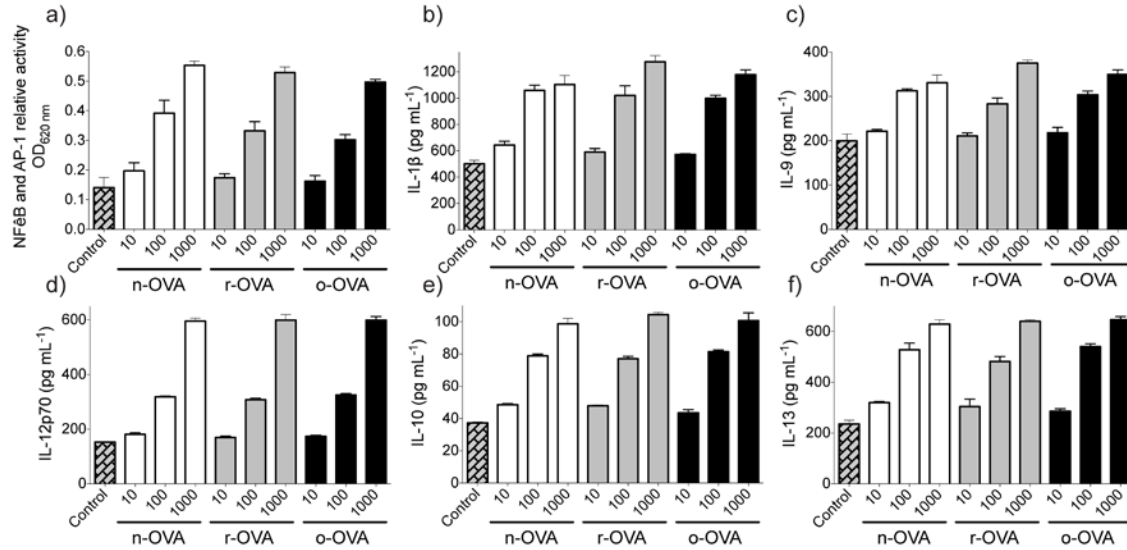 a)
NFêB and AP-1 relative activity
OD620 nm
0.6
0.5
0.4
0.3
0.2
0.1
0.0
Control
10
100
1000
10
100
1000
10
100
1000
n-OVA
r-OVA
o-OVA
b)
IL-1β (pg mL-1)
1200
1000
800
600
400
200
0
Control
10
100
1000
10
100
1000
10
100
1000
n-OVA
r-OVA
o-OVA
c)
IL-9 (pg mL-1)
400
300
200
100
0
Control
10
100
1000
10
100
1000
10
100
1000
n-OVA
r-OVA
o-OVA
d)
IL-12p70 (pg mL-1)
600
400
200
0
Control
10
100
1000
10
100
1000
10
100
1000
n-OVA
r-OVA
o-OVA
e)
IL-10 (pg mL-1)
100
80
60
40
20
0
Control
10
100
1000
10
100
1000
10
100
1000
n-OVA
r-OVA
o-OVA
f)
IL-13 (pg mL-1)
600
400
200
0
Control
10
100
1000
10
100
1000
10
100
1000
n-OVA
r-OVA
o-OVA